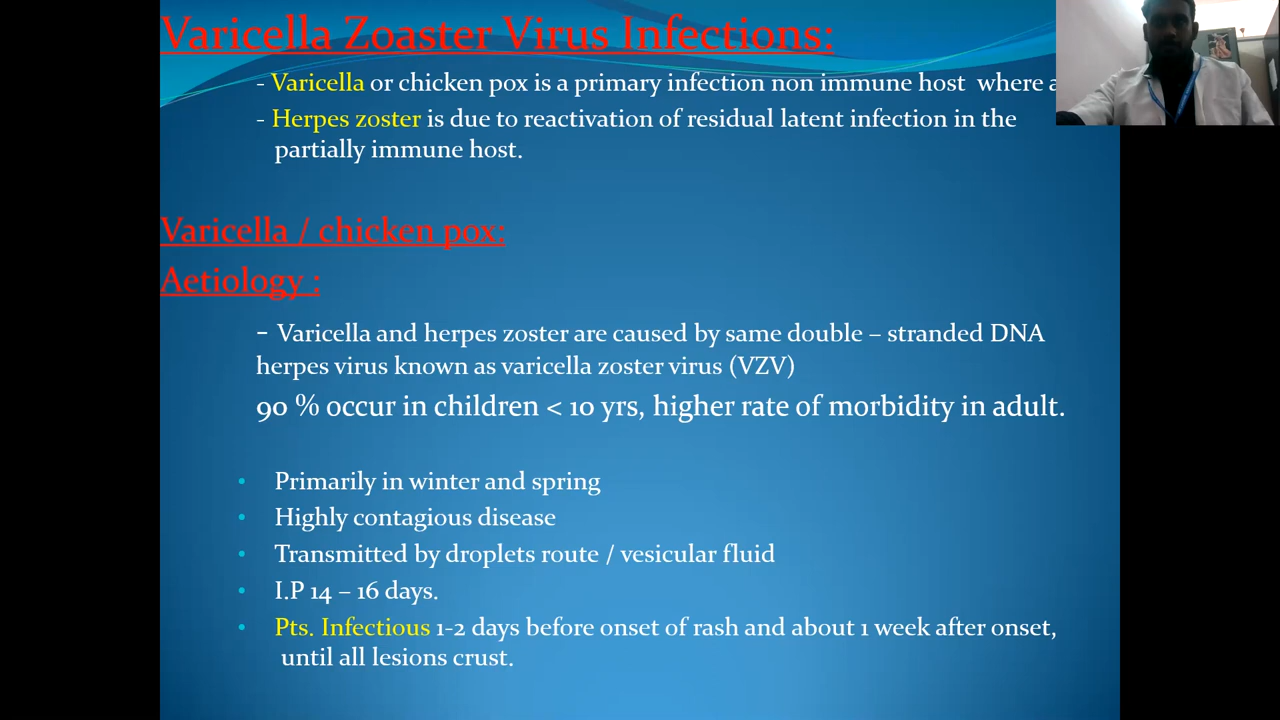 Varicella Zoaster Virus Infections:
- Varicella or chicken pox is a primary infection non immune host where a
- Herpes zoster is due to reactivation of residual latent infection in the
partially immune host.
Varicella / chicken pox:
Aetiology :
- Varicella and herpes zoster are caused by same double – stranded DNA
herpes virus known as varicella zoster virus (VZV)
90 % occur in children < 10 yrs, higher rate of morbidity in adult.
• Primarily in winter and spring
• Highly contagious disease
• Transmitted by droplets route / vesicular fluid
• I.P 14 – 16 days.
• Pts. Infectious 1-2 days before onset of rash and about 1 week after onset,
until all lesions crust.